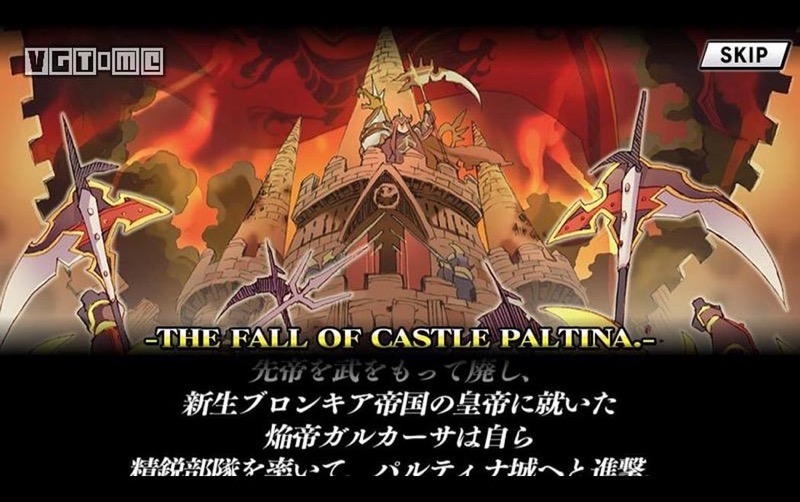 VGTIME
SKIP
-THE FALL OF CASTLE PALTINA.-
先帝を武をもって廃し、
新生ブロンキア帝国の皇帝に就いた
焔帝ガルカーサは自ら
精鋭部隊を率いて、パルティナ城へと進撃。